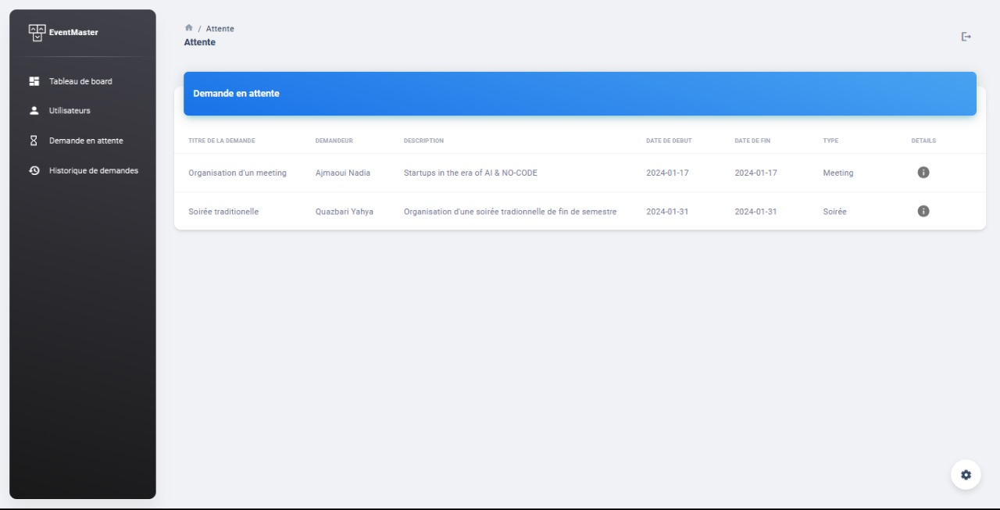 EventMaster
Tableau de board
Utilisateurs
Demande en attente
Historique de demandes
/ Attente
Attente
Demande en attente
TITRE DE LA DEMANDE DEMANDEUR DESCRIPTION DATE DE DEBUT DATE DE FIN TYPE DETAILS
Organisation d'un meeting Ajmaoui Nadia Startups in the era of AI & NO-CODE 2024-01-17 2024-01-17 Meeting
Soirée traditionelle Quazbari Yahya Organisation d'une soirée tradionnelle de fin de semestre 2024-01-31 2024-01-31 Soirée